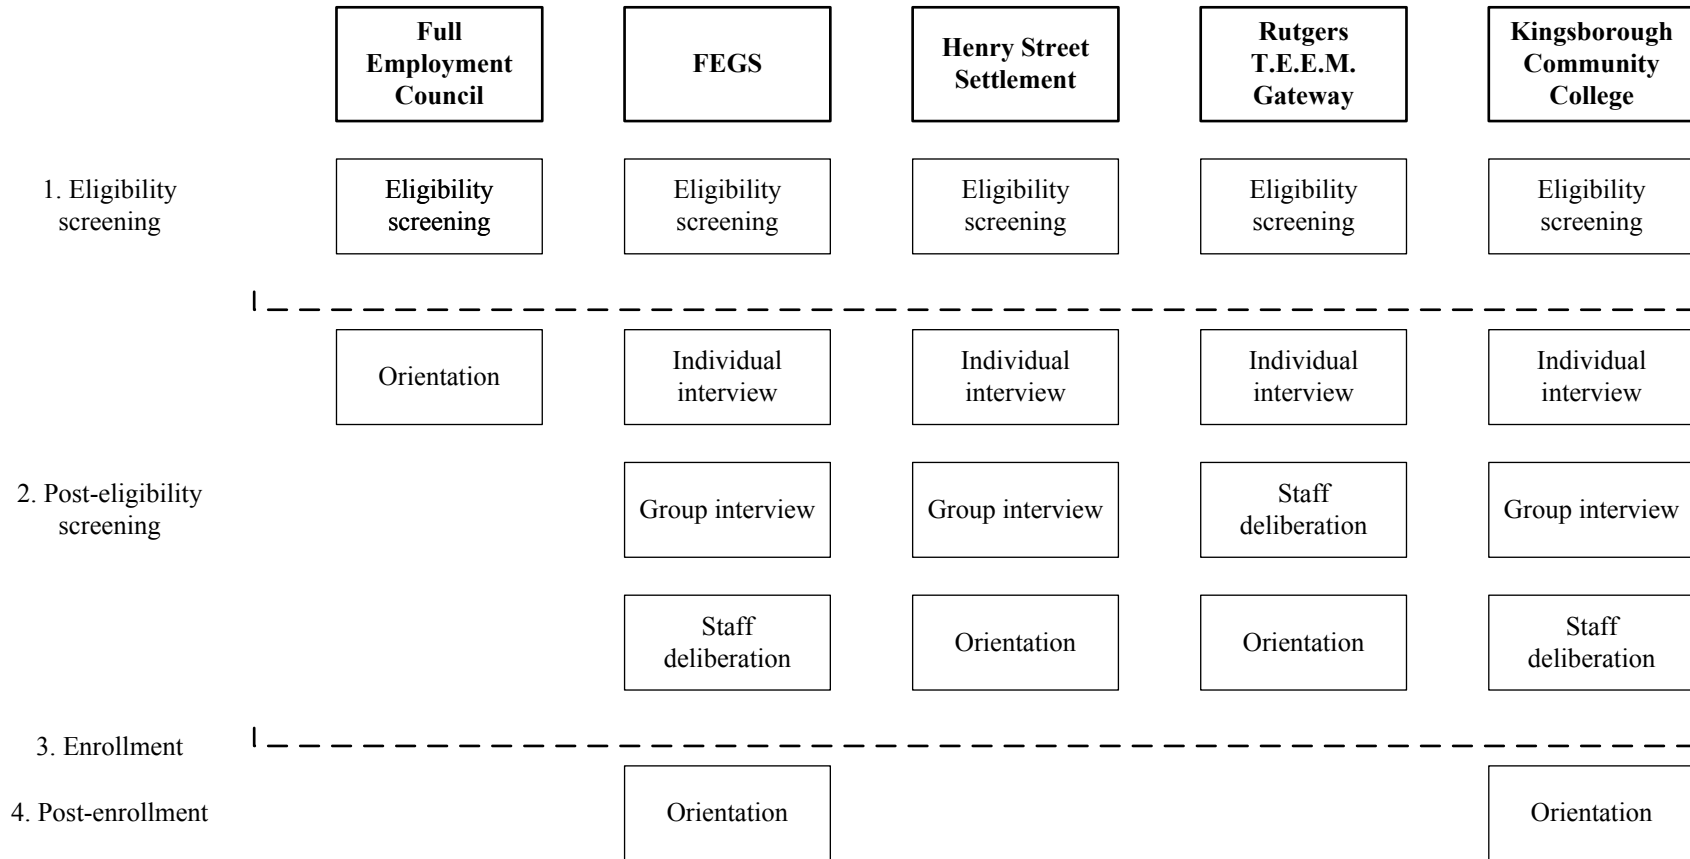 Full
Employment
Council
FEGS
Henry Street
Settlement
Rutgers
T.E.E.M.
Gateway
Kingsborough
Community
College
1. Eligibility
screening
Eligibility
screening
Eligibility
screening
Eligibility
screening
Eligibility
screening
Eligibility
screening
Orientation
Individual
interview
Individual
interview
Individual
interview
Individual
interview
2. Post-eligibility
screening
Group interview
Group interview
Staff
deliberation
Group interview
Staff
deliberation
Orientation
Orientation
Staff
deliberation
3. Enrollment
4. Post-enrollment
Orientation
Orientation